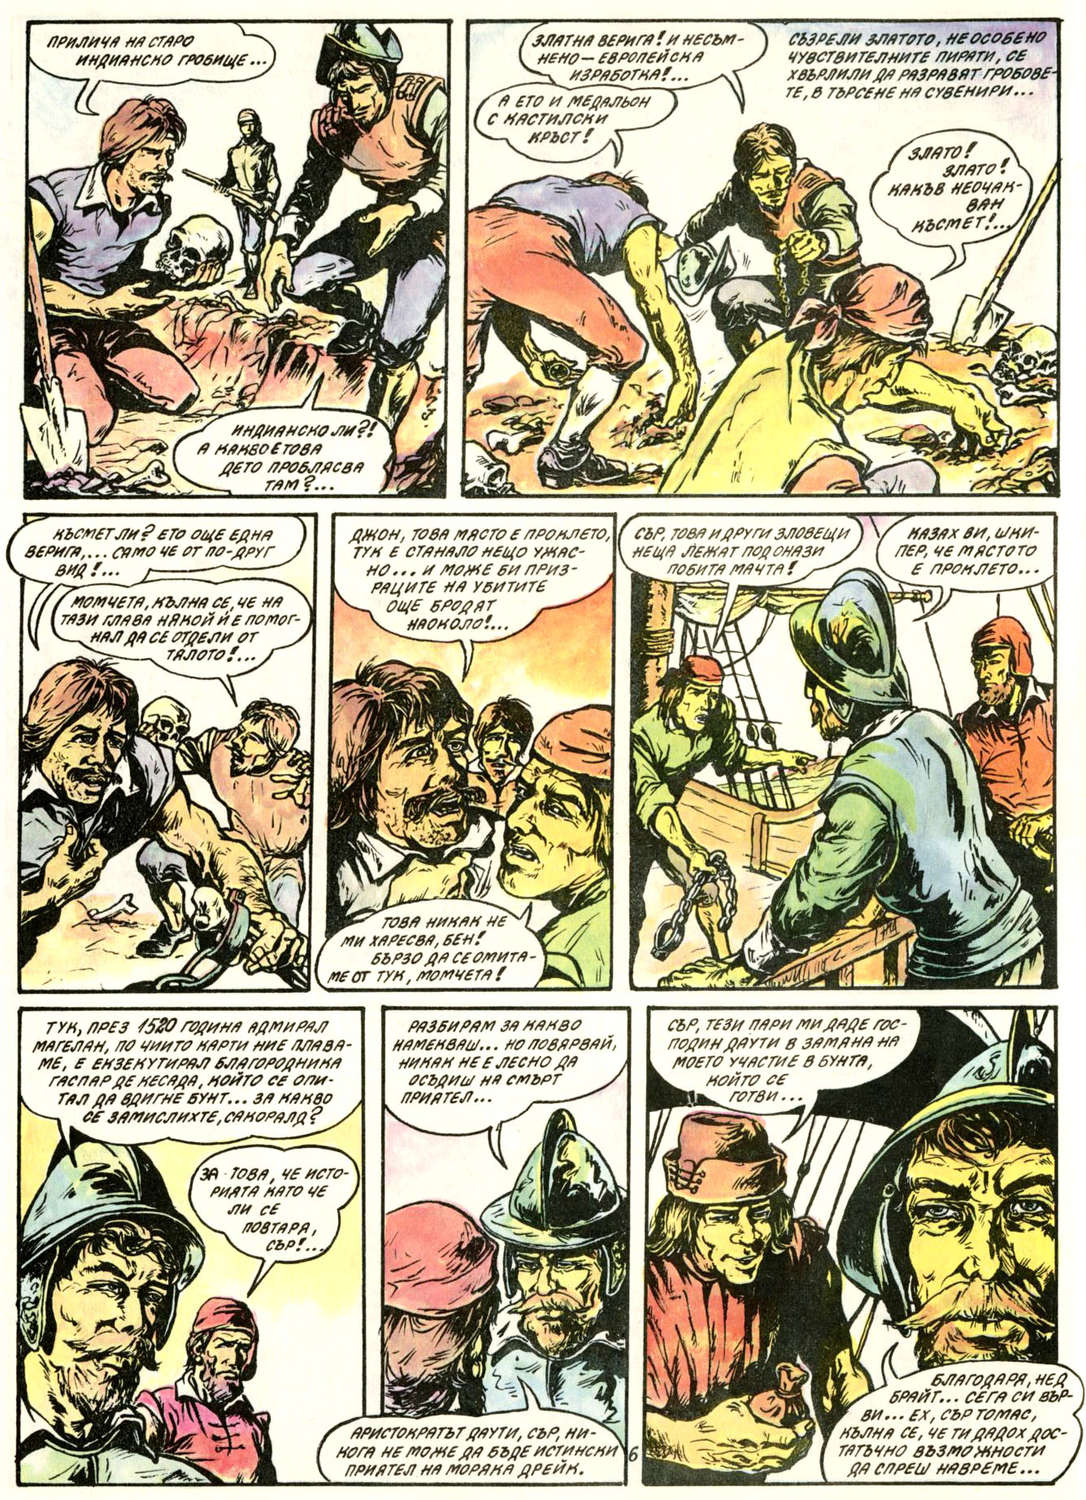 ПРИЛИЧА НА СТАРО
ИНДИАНСКО ГРОБИЩЕ...
ИНДИАНСКО ЛИ?!
А КАКВО Е ТОВА
ДЕТО ПРОБЛЯСВА
ТАМ?...
ЗЛАТНА ВЕРИГА! И НЕСЪМ-
НЕНО – ЕВРОПЕЙСКА
ИЗРАБОТКА!...
А ЕТО И МЕДАЛЬОН
С КАСТИЛСКИ
КРЪСТ!
СЪЗРЕЛИ ЗЛАТОТО, НЕ ОСОБЕНО
ЧУВСТВИТЕЛНИТЕ ПИРАТИ, СЕ
ХВЪРЛИЛИ ДА РАЗРАВЯТ ГРОБОВЕ-
ТЕ, В ТЪРСЕНЕ НА СУВЕНИРИ...
ЗЛАТО!
ЗЛАТО!
КАКЪВ НЕОЧАК-
ВАН
КЪСМЕТ!...
КЪСМЕТ ЛИ? ЕТО ОЩЕ ЕДНА
ВЕРИГА,... САМО ЧЕ ОТ ПО-ДРУГ
ВИД!...
МОМЧЕТА, КЪЛНА СЕ, ЧЕ НА
ТАЗИ ГЛАВА НЯКОЙ Й Е ПОМОГ-
НАЛ ДА СЕ ОТДЕЛИ ОТ
ТЯЛОТО!...
ДЖОН, ТОВА МЯСТО Е ПРОКЛЕТО,
ТУК Е СТАНАЛО НЕЩО УЖАС-
НО... И МОЖЕ БИ ПРИЗ-
РАЦИТЕ НА УБИТИТЕ
ОЩЕ БРОДЯТ
НАОКОЛО!...
ТОВА НИКАК НЕ
МИ ХАРЕСВА, БЕН!
БЪРЗО ДА СЕ ОМИТА-
МЕ ОТ ТУК, МОМЧЕТА!
СЪР, ТОВА И ДРУГИ ЗЛОВЕЩИ
НЕЩА ЛЕЖАТ ПОД ОНАЗИ
ПОБИТА МАЧТА!
КАЗАХ ВИ, ШКИ-
ПЕР, ЧЕ МЯСТОТО
Е ПРОКЛЕТО...
ТУК, ПРЕЗ 1520 ГОДИНА АДМИРАЛ
МАГЕЛАН, ПО ЧИИТО КАРТИ НИЕ ПЛАВА-
МЕ, Е ЕКЗЕКУТИРАЛ БЛАГОРОДНИКА
ГАСПАР ДЕ КЕСАДА, КОЙТО СЕ ОПИ-
ТАЛ ДА ВДИГНЕ БУНТ... ЗА КАКВО
СЕ ЗАМИСЛИХТЕ, САКОРАЛД?
ЗА ТОВА, ЧЕ ИСТО-
РИЯТА КАТО ЧЕ
ЛИ СЕ
ПОВТАРЯ,
СЪР!...
РАЗБИРАМ ЗА КАКВО
НАМЕКВАШ... НО ПОВЯРВАЙ,
НИКАК НЕ Е ЛЕСНО ДА
ОСЪДИШ НА СМЪРТ
ПРИЯТЕЛ...
АРИСТОКРАТЪТ ДАУТИ, СЪР, НИ-
КОГА НЕ МОЖЕ ДА БЪДЕ ИСТИНСКИ
ПРИЯТЕЛ НА МОРЯКА ДРЕЙК.
6
СЪР, ТЕЗИ ПАРИ МИ ДАДЕ ГОС-
ПОДИН ДАУТИ В ЗАМЯНА НА
МОЕТО УЧАСТИЕ В БУНТА,
КОЙТО СЕ
ГОТВИ...
БЛАГОДАРЯ, НЕД
БРАЙТ... СЕГА СИ ВЪР-
ВИ... ЕХ, СЪР ТОМАС,
КЪЛНА СЕ, ЧЕ ТИ ДАДОХ ДОС-
ТАТЪЧНО ВЪЗМОЖНОСТИ
ДА СПРЕШ НАВРЕМЕ...